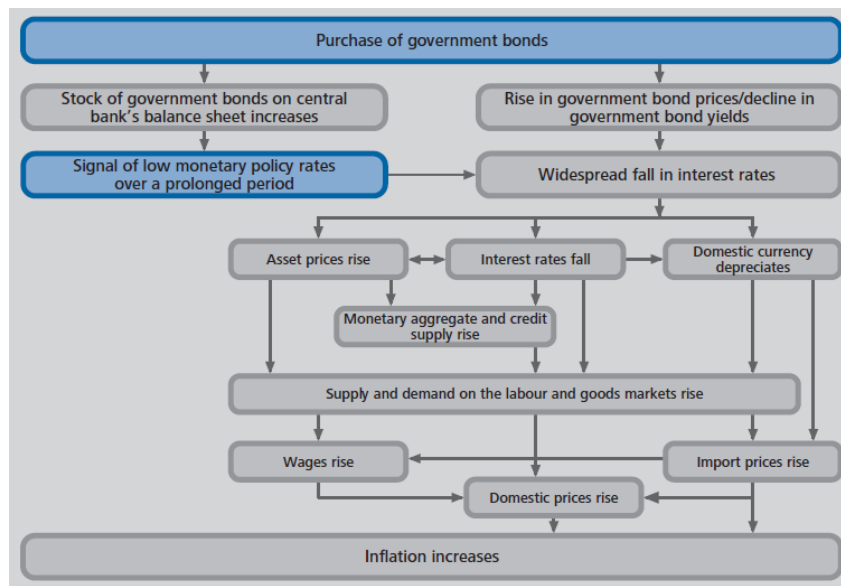 Purchase of government bonds
Stock of government bonds on central
bank's balance sheet increases
Rise in government bond prices/decline in
government bond yields
Signal of low monetary policy rates
over a prolonged period
Widespread fall in interest rates
Asset prices rise
Interest rates fall
Domestic currency
depreciates
Monetary aggregate and credit
supply rise
Supply and demand on the labour and goods markets rise
Wages rise
Import prices rise
Domestic prices rise
Inflation increases